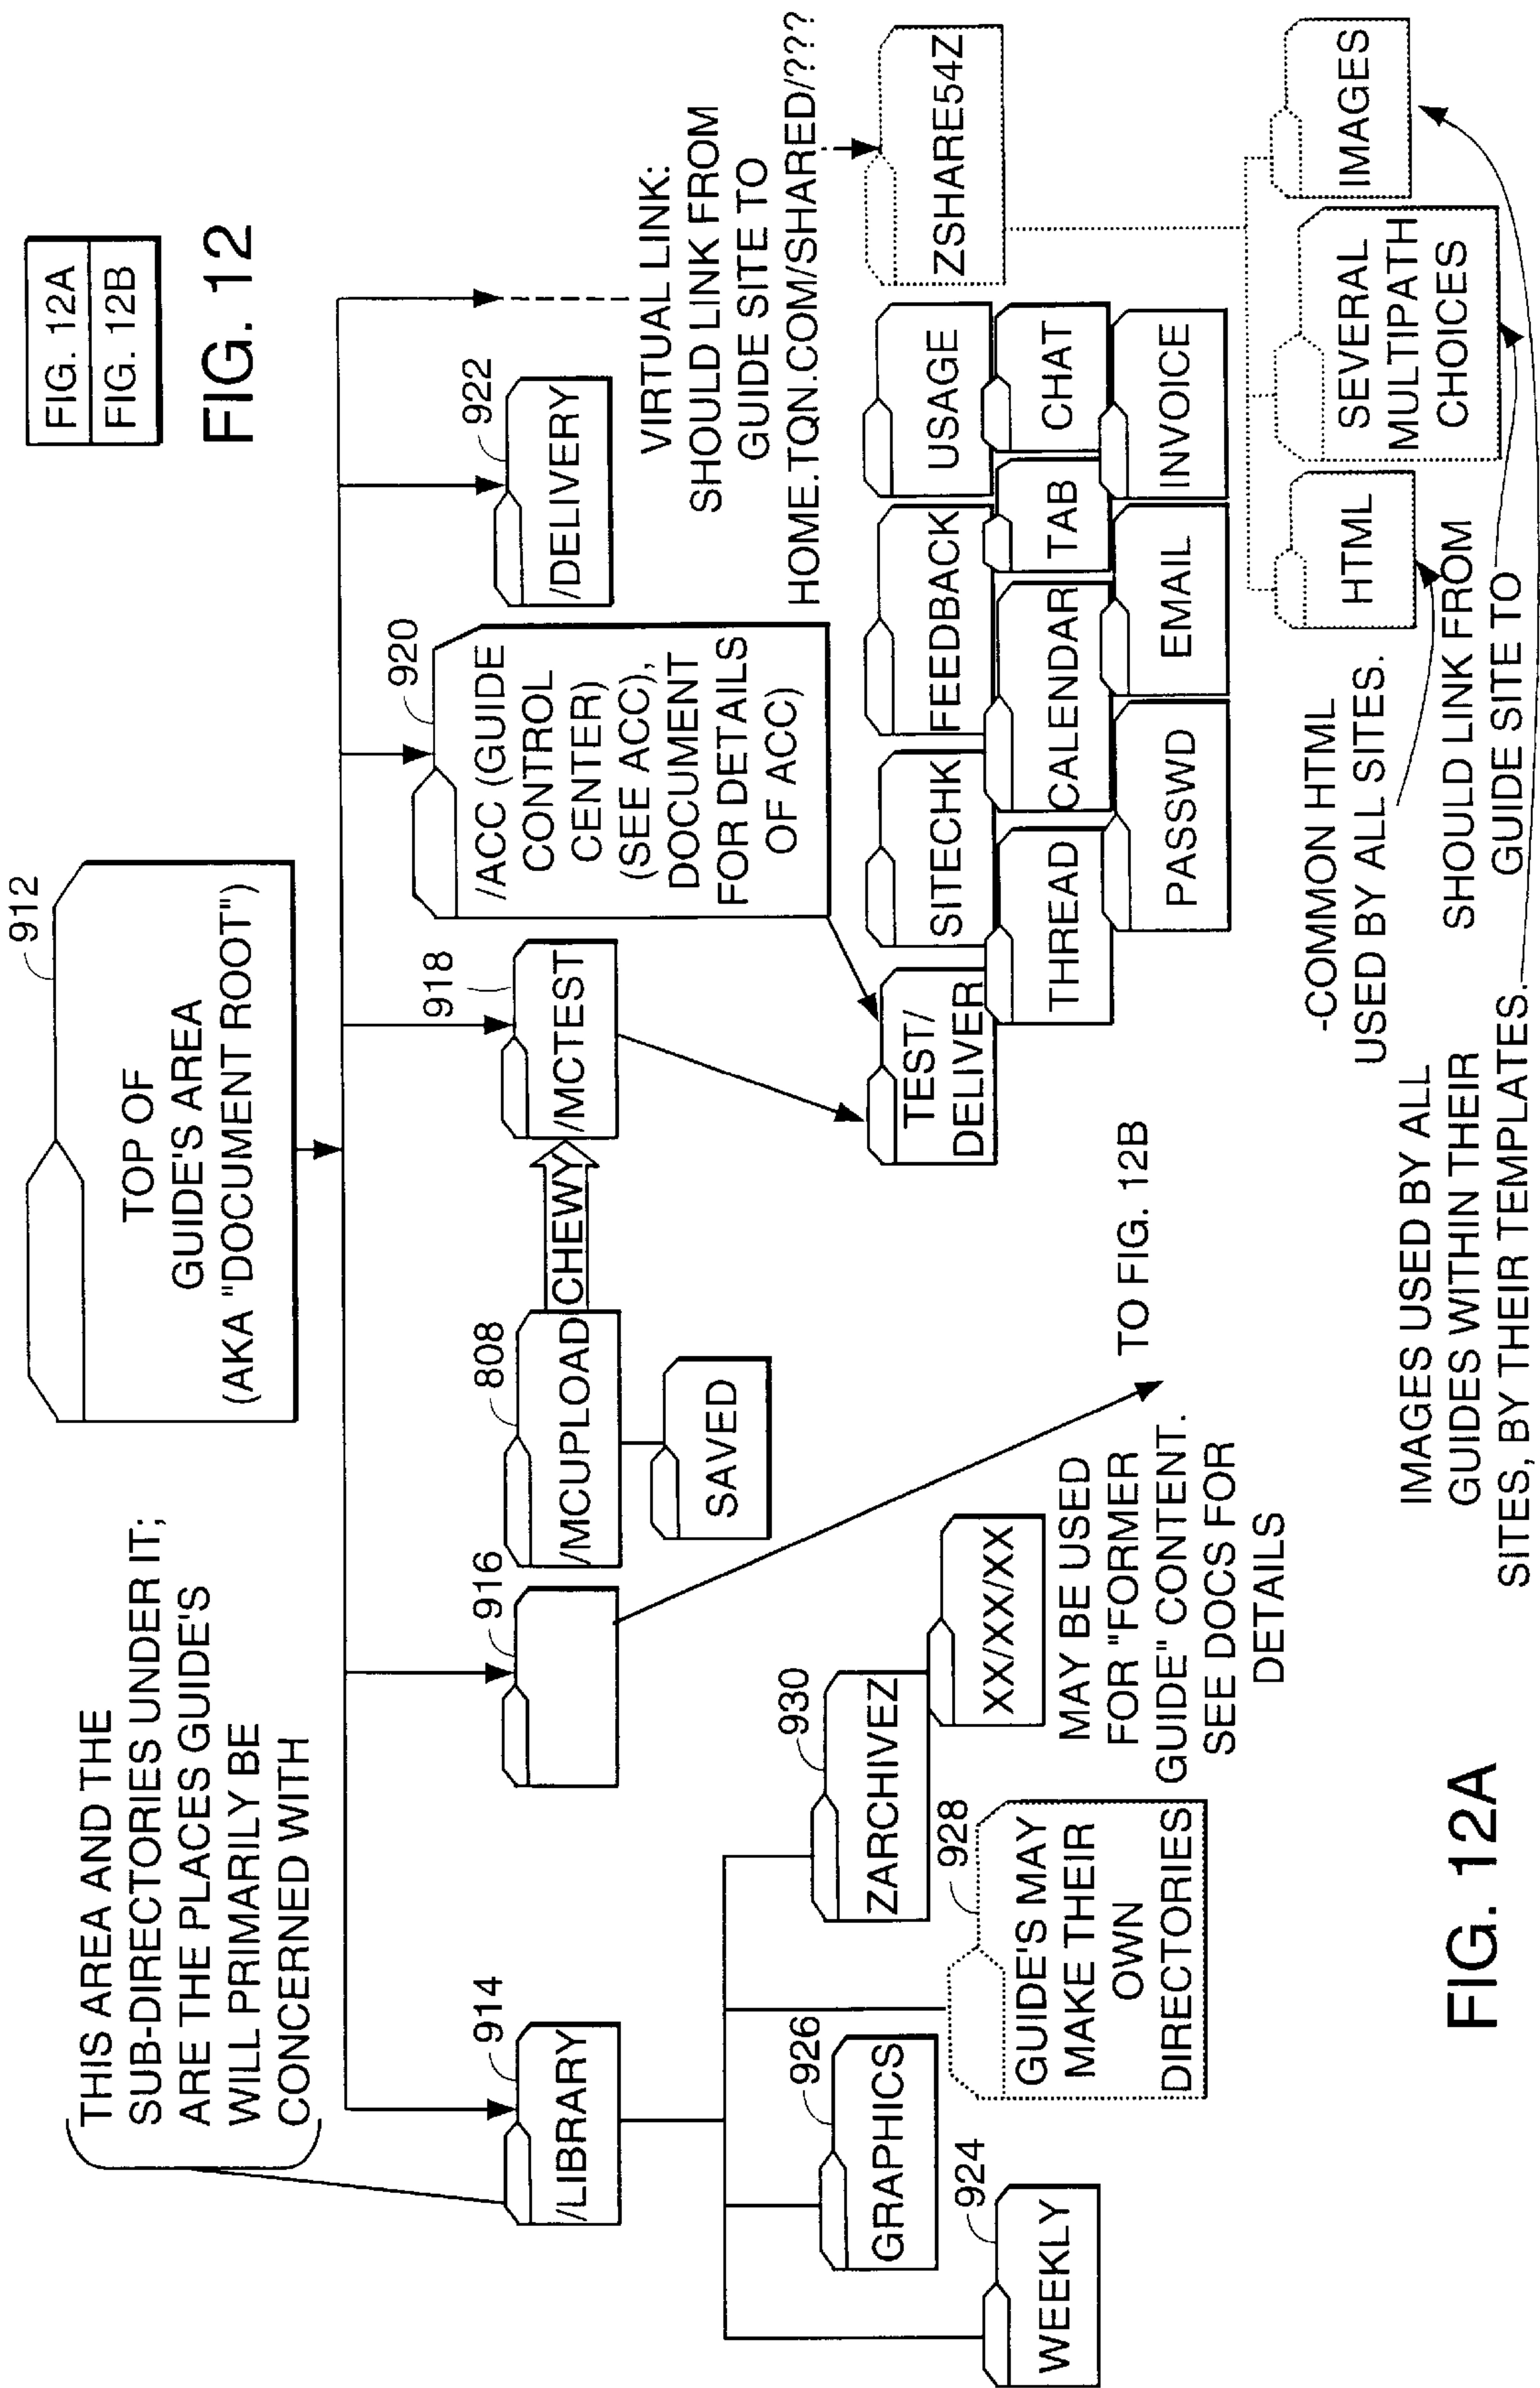 FIG. 12A
FIG. 12B
FIG. 12
912
TOP OF
GUIDE'S AREA
(AKA "DOCUMENT ROOT")
THIS AREA AND THE
SUB-DIRECTORIES UNDER IT;
ARE THE PLACES GUIDE'S
WILL PRIMARILY BE
CONCERNED WITH
914
/LIBRARY
916
808
/MCUPLOAD
CHEWY
SAVED
918
/MCTEST
920
/ACC (GUIDE
CONTROL
CENTER)
(SEE ACC),
DOCUMENT
FOR DETAILS
OF ACC)
922
/DELIVERY
VIRTUAL LINK:
SHOULD LINK FROM
GUIDE SITE TO
HOME.TQN.COM/SHARED/???
924
WEEKLY
926
GRAPHICS
928
GUIDE'S MAY
MAKE THEIR
OWN
DIRECTORIES
930
ZARCHIVEZ
XX/XX/XX
MAY BE USED
FOR "FORMER
GUIDE" CONTENT.
SEE DOCS FOR
DETAILS
TO FIG. 12B
TEST/
DELIVER
SITECHK
FEEDBACK
USAGE
THREAD
CALENDAR
TAB
CHAT
PASSWD
EMAIL
INVOICE
ZSHARE54Z
HTML
SEVERAL
MULTIPATH
CHOICES
IMAGES
-COMMON HTML
USED BY ALL SITES.
SHOULD LINK FROM
GUIDE SITE TO
IMAGES USED BY ALL
GUIDES WITHIN THEIR
SITES, BY THEIR TEMPLATES.
FIG. 12A